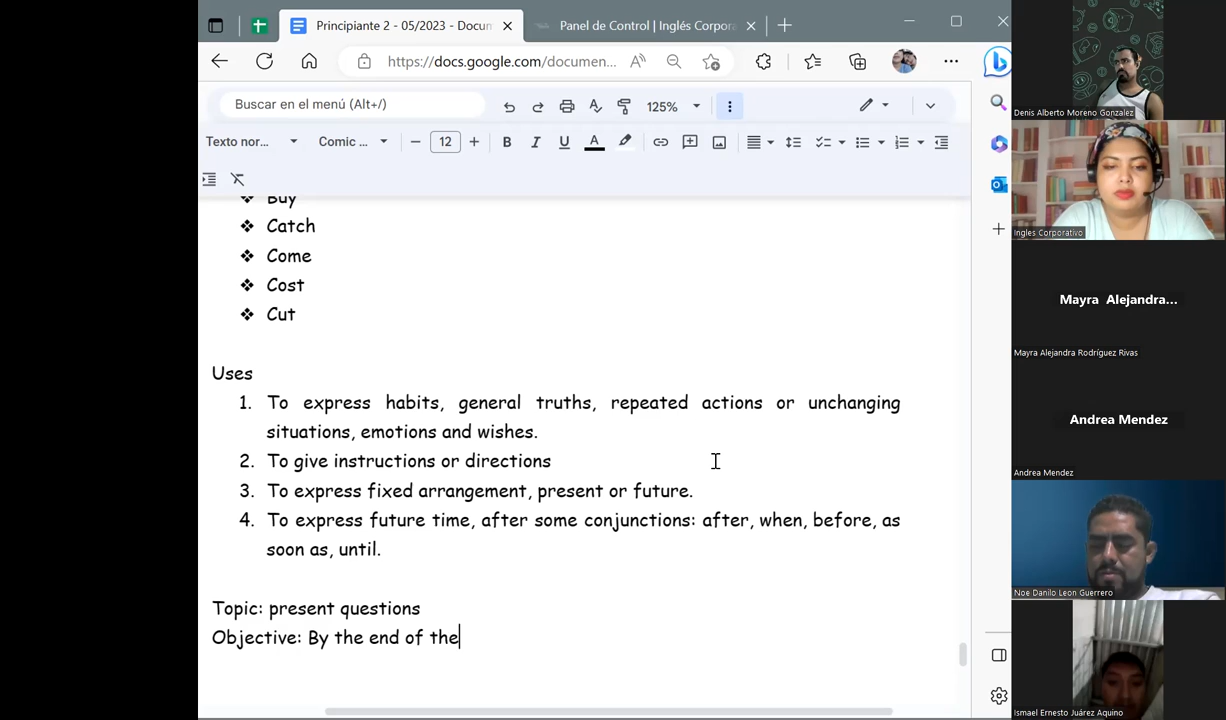 Principiante 2 - 05/2023 - Docun
Panel de Control | Inglés Corpora
https://docs.google.com/documen...
Buscar en el menú (Alt+/)
125%
Texto nor...
Comic ...
12
B
I
U
A
Buy
Catch
Come
Cost
Cut
Uses
1. To express habits, general truths, repeated actions or unchanging
situations, emotions and wishes.
2. To give instructions or directions
3. To express fixed arrangement, present or future.
4. To express future time, after some conjunctions: after, when, before, as
soon as, until.
Topic: present questions
Objective: By the end of the
Denis Alberto Moreno Gonzalez
Ingles Corporativo
Mayra Alejandra...
Mayra Alejandra Rodríguez Rivas
Andrea Mendez
Andrea Mendez
Noe Danilo Leon Guerrero
Ismael Ernesto Juárez Aquino